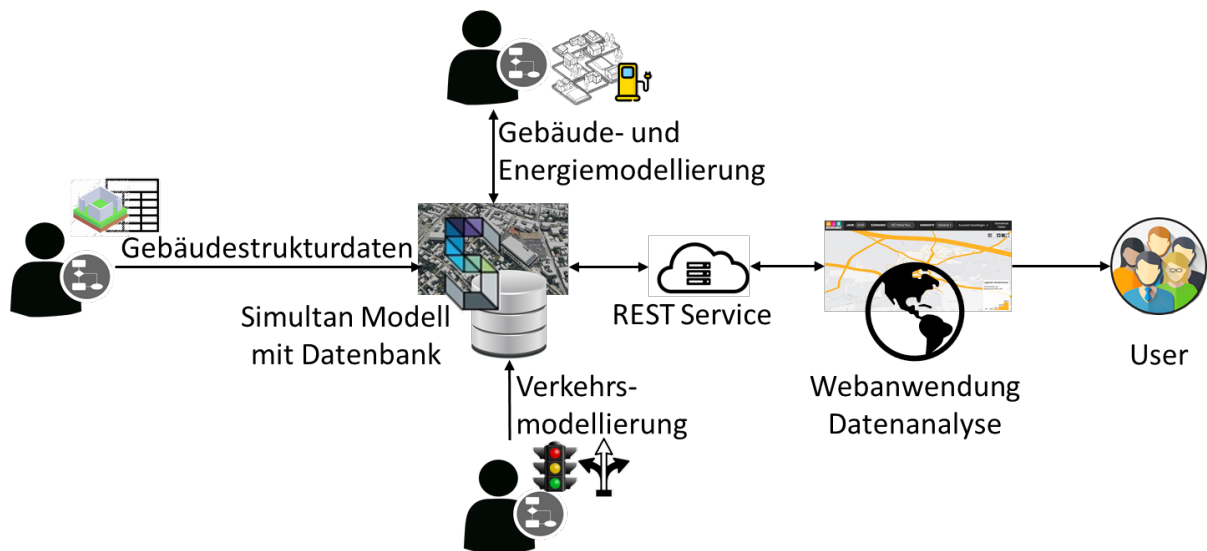 Gebäude- und
Energiemodellierung
Gebäudestrukturdaten
Simultan Modell
mit Datenbank
REST Service
Webanwendung
Datenanalyse
User
Verkehrs-
modellierung